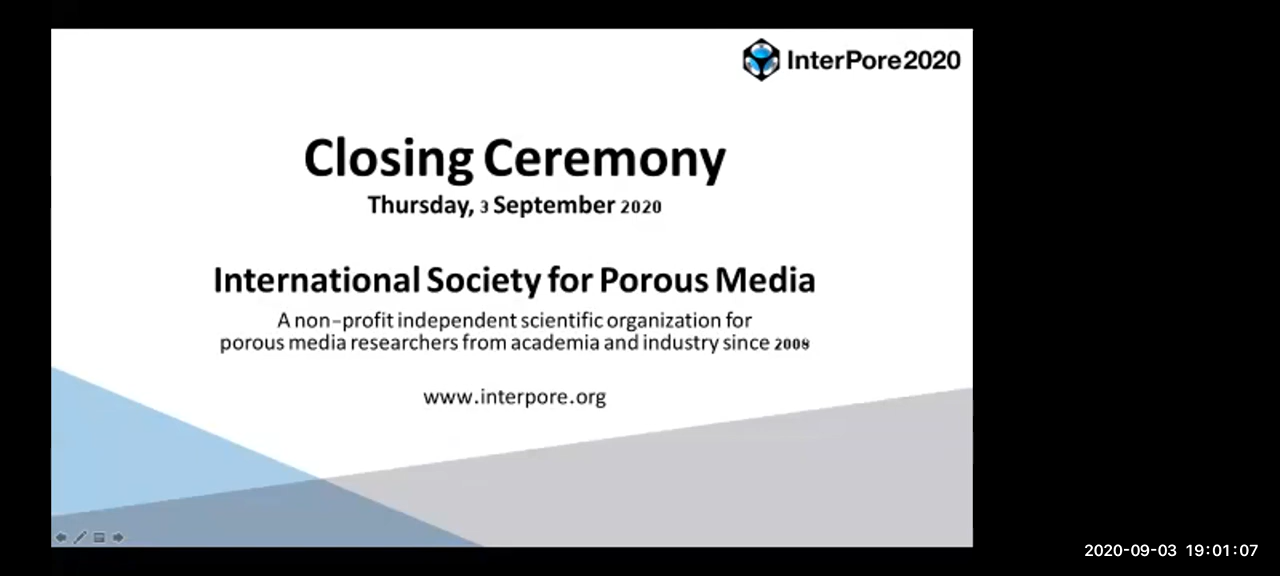 InterPore2020
Closing Ceremony
Thursday, 3 September 2020
International Society for Porous Media
A non-profit independent scientific organization for
porous media researchers from academia and industry since 2008
www.interpore.org
2020-09-03 19:01:07